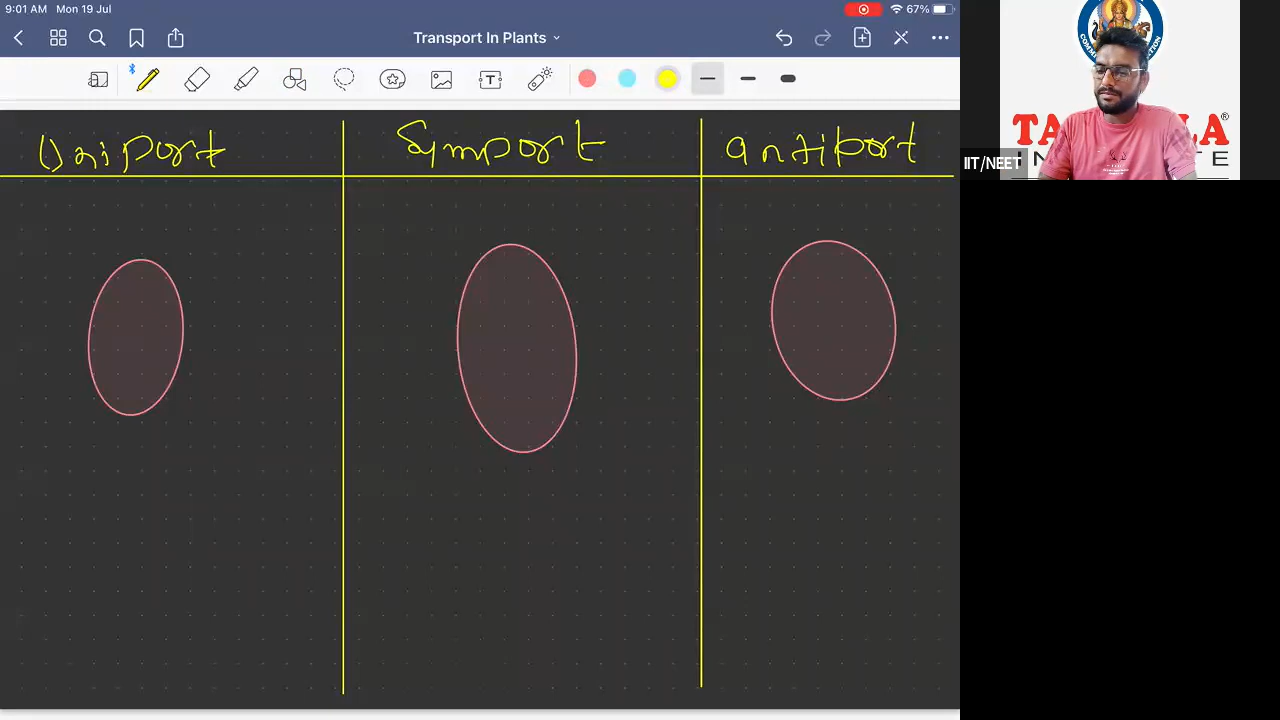 9:01 AM Mon 19 Jul
67%
Transport In Plants
T
Uniport
Symport
antiport
IIT/NEET